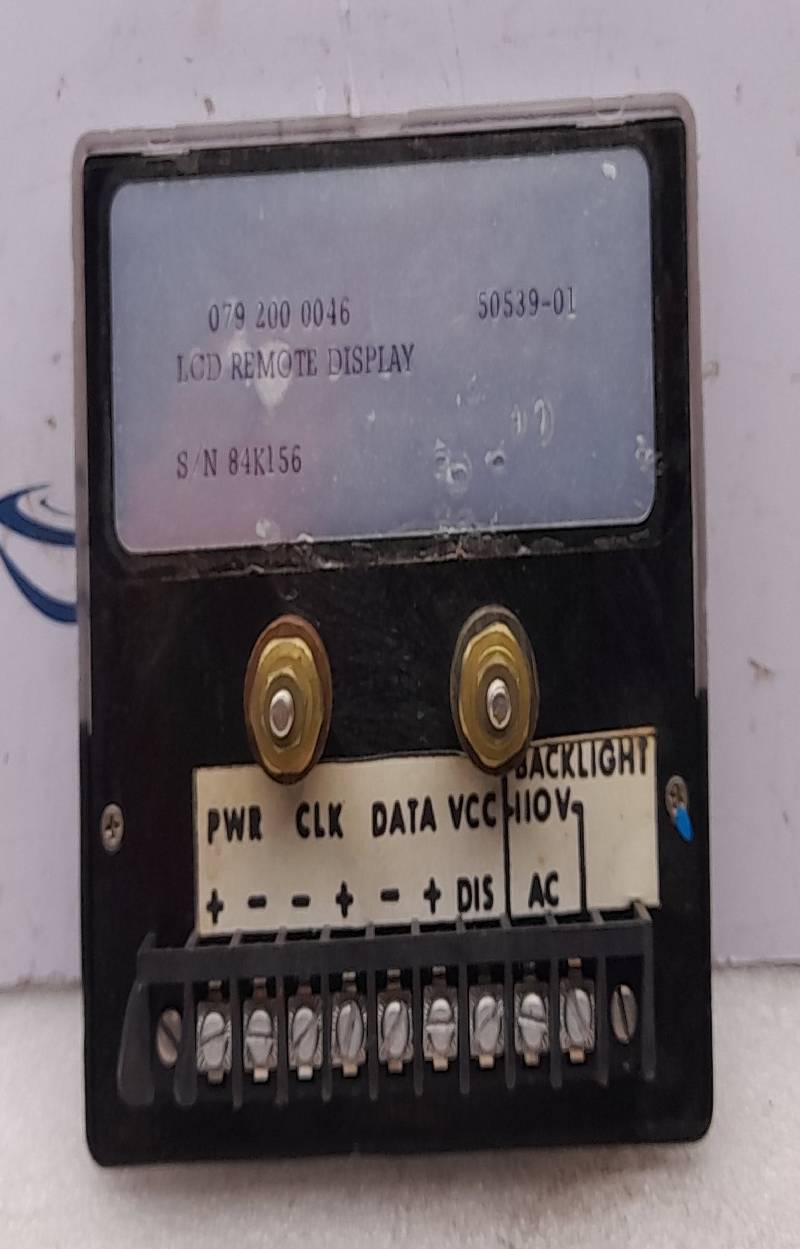 079 200 0046 50539-01
LCD REMOTE DISPLAY
S/N 84K156
BACKLIGHT
PWR CLK DATA VCC 110V
+ - - + - + DIS AC